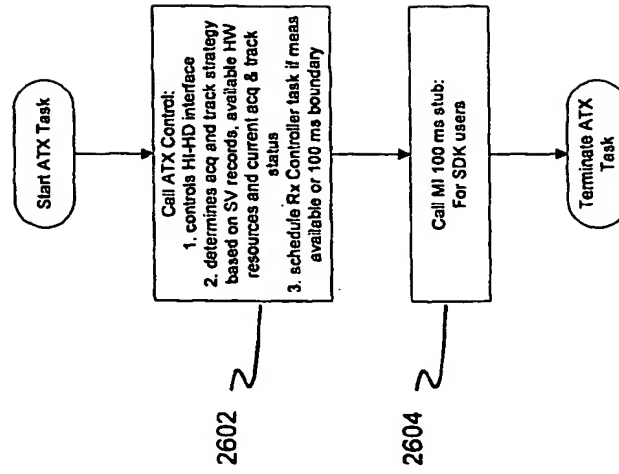 Start ATX Task
Call ATX Control:
1. controls HI-HD interface
2. determines acq and track strategy
based on SV records, available HW
resources and current acq & track
status
3. schedule Rx Controller task if meas
available or 100 ms boundary
2602
Call MI 100 ms stub:
For SDK users
2604
Terminate ATX
Task